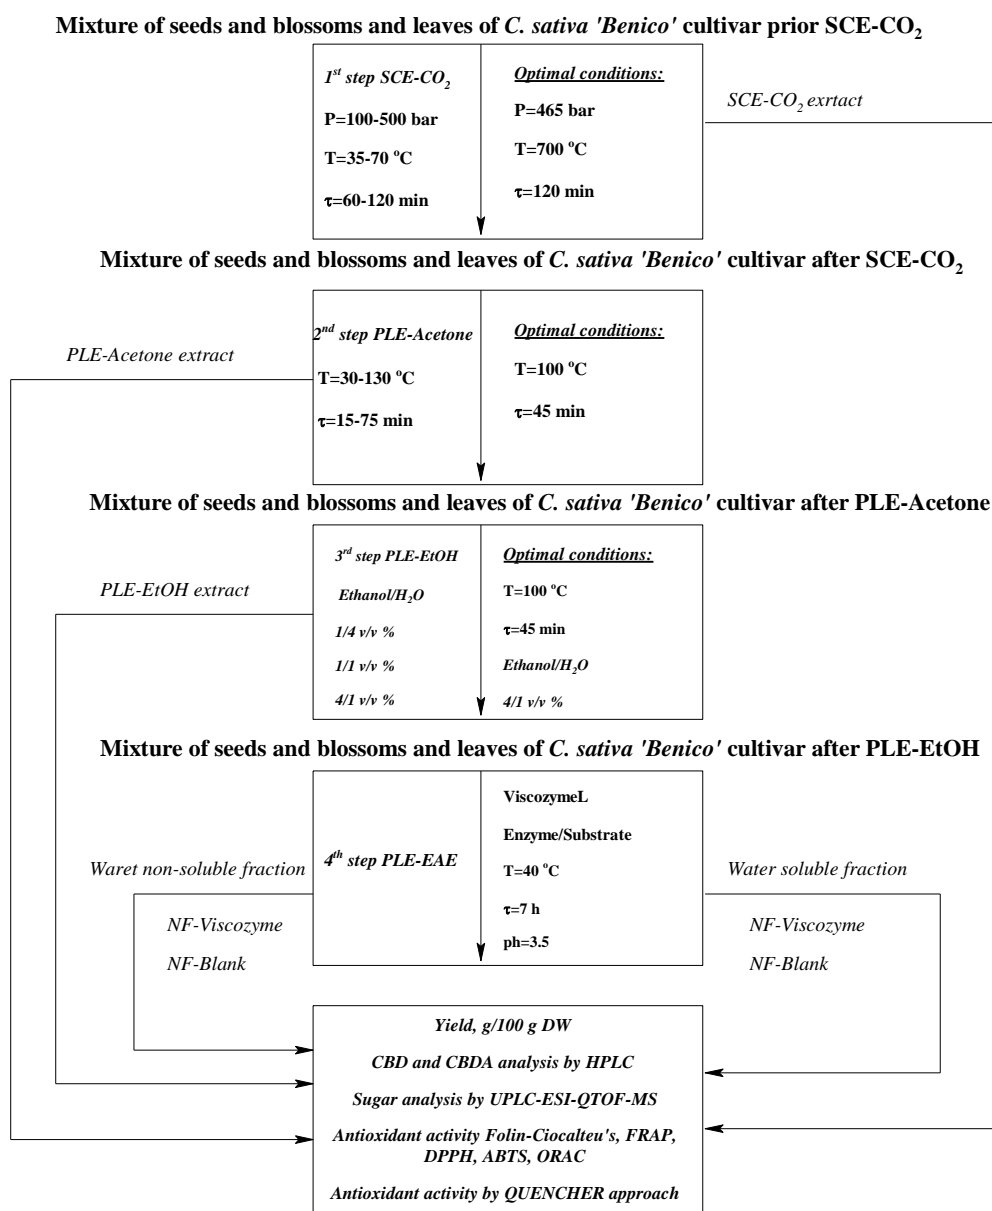 Mixture of seeds and blossoms and leaves of C. sativa 'Benico' cultivar prior SCE-CO₂
1ˢᵗ step SCE-CO₂
P=100-500 bar
T=35-70 °C
τ=60-120 min
Optimal conditions:
P=465 bar
T=700 °C
τ=120 min
SCE-CO₂ exrtact
Mixture of seeds and blossoms and leaves of C. sativa 'Benico' cultivar after SCE-CO₂
PLE-Acetone extract
2ⁿᵈ step PLE-Acetone
T=30-130 °C
τ=15-75 min
Optimal conditions:
T=100 °C
τ=45 min
Mixture of seeds and blossoms and leaves of C. sativa 'Benico' cultivar after PLE-Acetone
PLE-EtOH extract
3ʳᵈ step PLE-EtOH
Ethanol/H₂O
1/4 v/v %
1/1 v/v %
4/1 v/v %
Optimal conditions:
T=100 °C
τ=45 min
Ethanol/H₂O
4/1 v/v %
Mixture of seeds and blossoms and leaves of C. sativa 'Benico' cultivar after PLE-EtOH
Waret non-soluble fraction
NF-Viscozyme
NF-Blank
4ᵗʰ step PLE-EAE
ViscozymeL
Enzyme/Substrate
T=40 °C
τ=7 h
ph=3.5
Water soluble fraction
NF-Viscozyme
NF-Blank
Yield, g/100 g DW
CBD and CBDA analysis by HPLC
Sugar analysis by UPLC-ESI-QTOF-MS
Antioxidant activity Folin-Ciocalteu's, FRAP,
DPPH, ABTS, ORAC
Antioxidant activity by QUENCHER approach